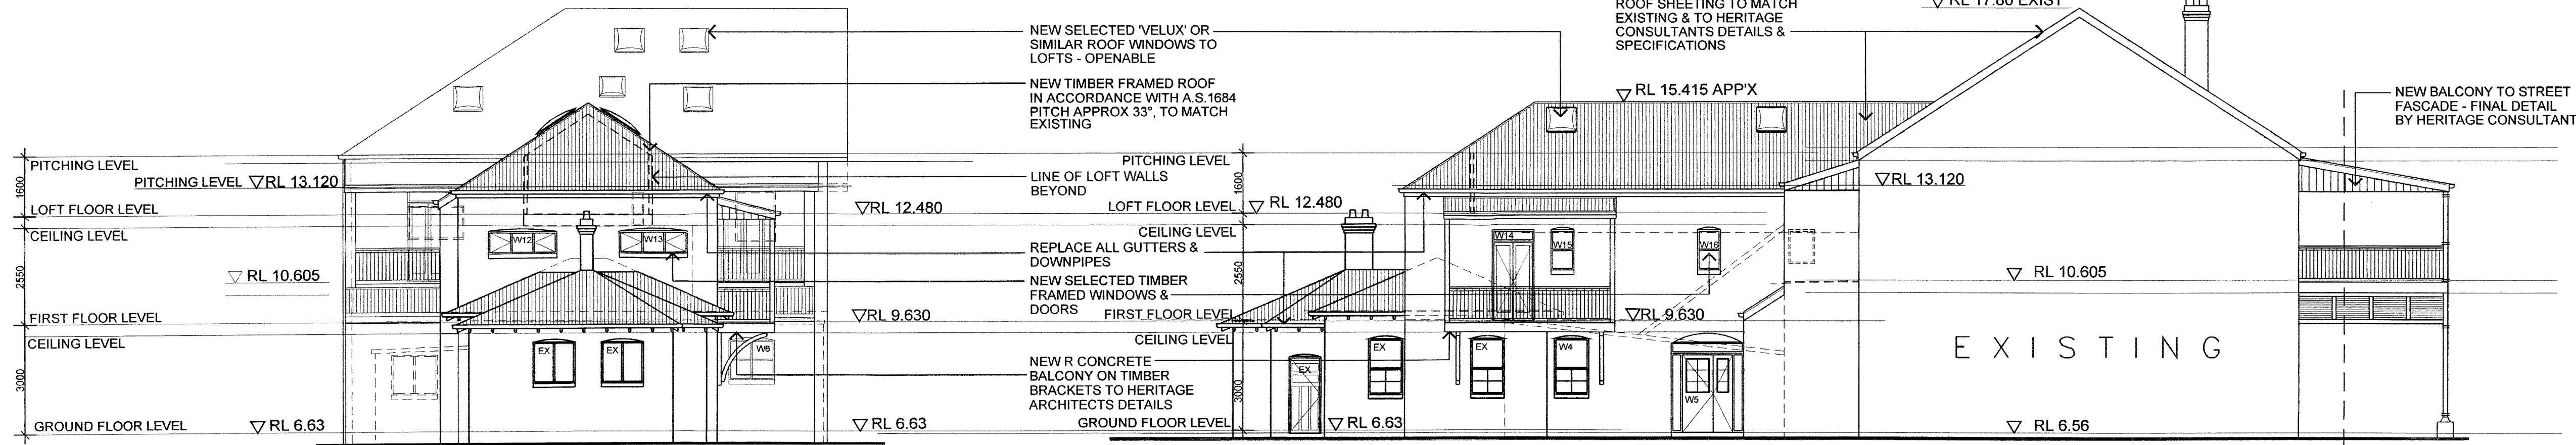 PITCHING LEVEL
PITCHING LEVEL RL 13.120
1600
LOFT FLOOR LEVEL
CEILING LEVEL
RL 10.605
2550
FIRST FLOOR LEVEL
CEILING LEVEL
3000
GROUND FLOOR LEVEL RL 6.63
W12
W13
EX
EX
W6
RL 12.480
RL 9.630
RL 6.63
NEW SELECTED 'VELUX' OR
SIMILAR ROOF WINDOWS TO
LOFTS - OPENABLE
NEW TIMBER FRAMED ROOF
IN ACCORDANCE WITH A.S.1684
PITCH APPROX 33°, TO MATCH
EXISTING
LINE OF LOFT WALLS
BEYOND
REPLACE ALL GUTTERS &
DOWNPIPES
NEW SELECTED TIMBER
FRAMED WINDOWS &
DOORS
NEW R CONCRETE
BALCONY ON TIMBER
BRACKETS TO HERITAGE
ARCHITECTS DETAILS
PITCHING LEVEL
1600
LOFT FLOOR LEVEL RL 12.480
CEILING LEVEL
2550
FIRST FLOOR LEVEL
CEILING LEVEL
3000
GROUND FLOOR LEVEL RL 6.63
ROOF SHEETING TO MATCH
EXISTING & TO HERITAGE
CONSULTANTS DETAILS &
SPECIFICATIONS
RL 17.80 EXIST
RL 15.415 APP'X
RL 13.120
W14
W15
W16
RL 9.630
EX
EX
EX
W4
W5
RL 10.605
EXISTING
RL 6.56
NEW BALCONY TO STREET
FASCADE - FINAL DETAIL
BY HERITAGE CONSULTANT